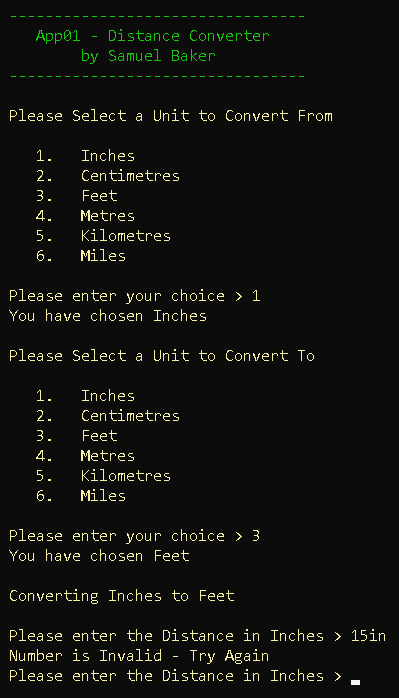 ---------------------------------
App01 - Distance Converter
by Samuel Baker
---------------------------------
Please Select a Unit to Convert From
1. Inches
2. Centimetres
3. Feet
4. Metres
5. Kilometres
6. Miles
Please enter your choice > 1
You have chosen Inches
Please Select a Unit to Convert To
1. Inches
2. Centimetres
3. Feet
4. Metres
5. Kilometres
6. Miles
Please enter your choice > 3
You have chosen Feet
Converting Inches to Feet
Please enter the Distance in Inches > 15in
Number is Invalid - Try Again
Please enter the Distance in Inches >